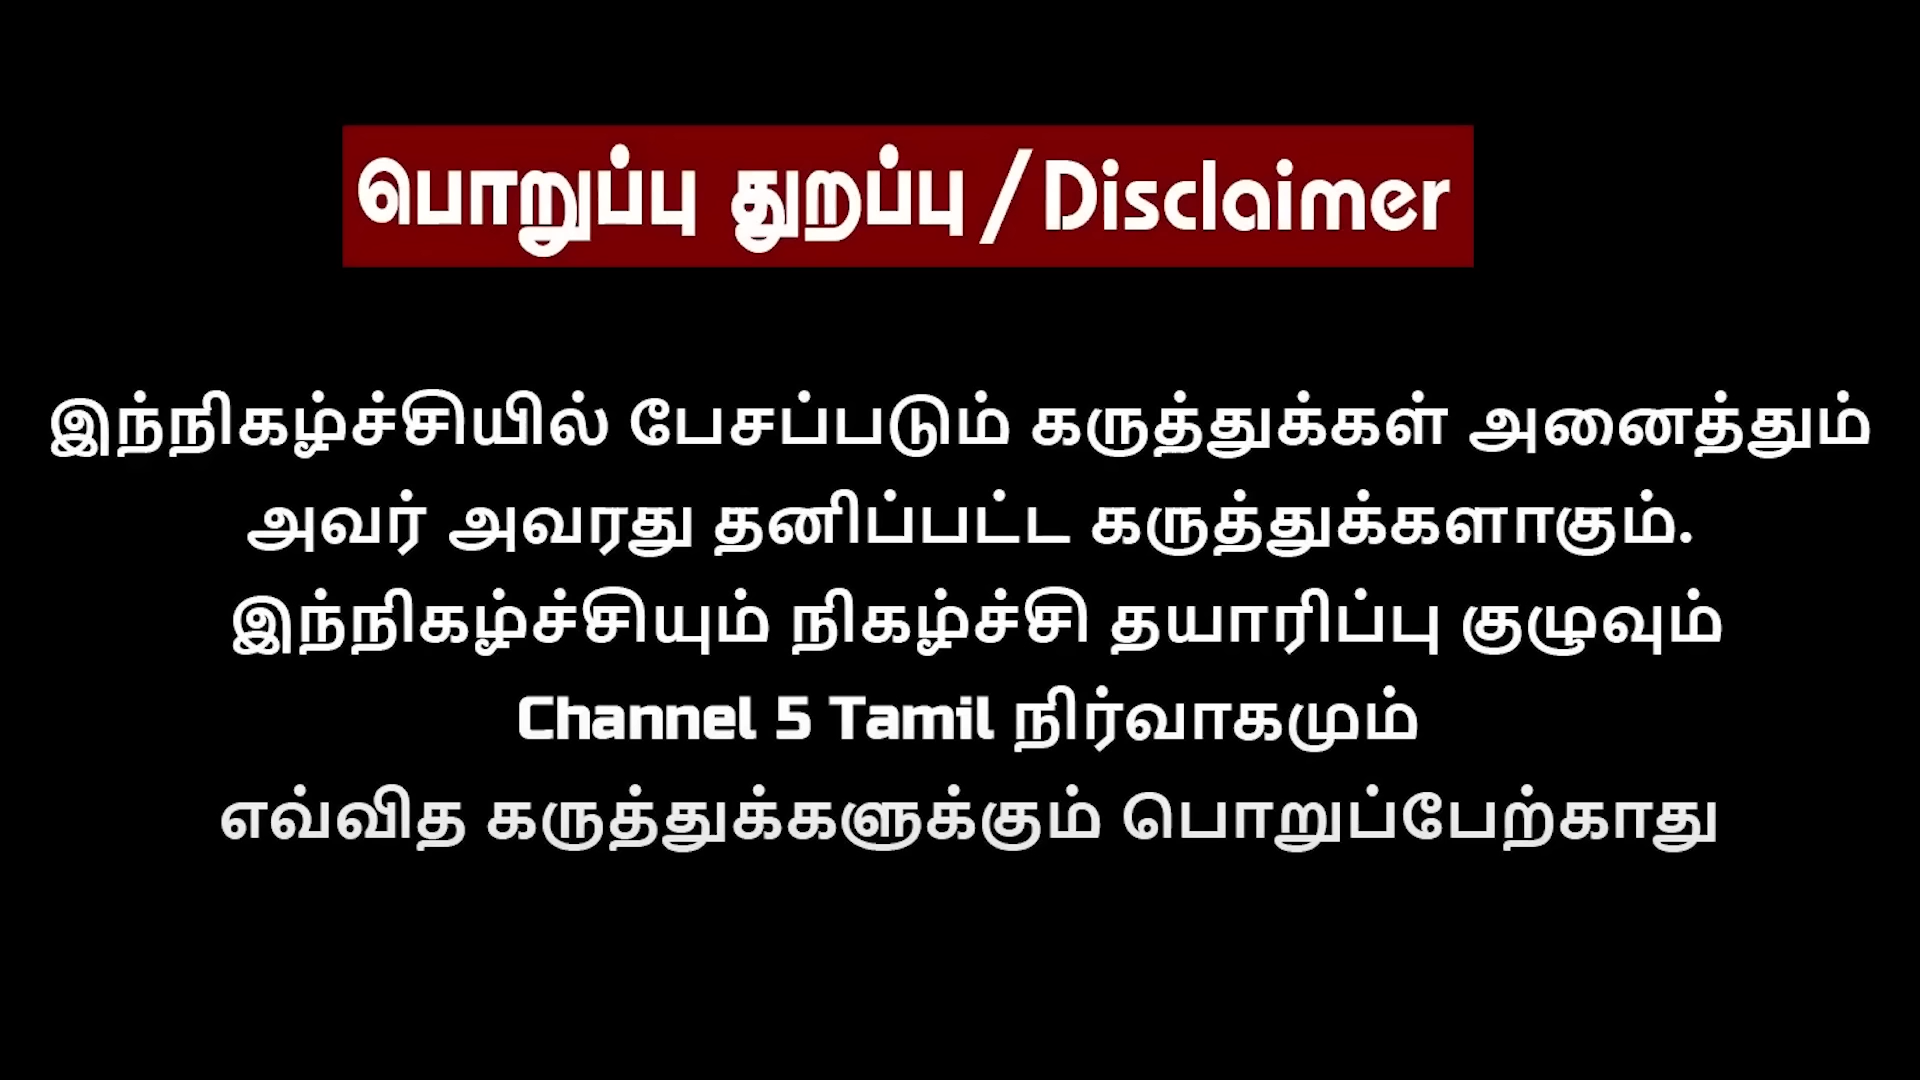 பொறுப்பு துறப்பு / Disclaimer
இந்நிகழ்ச்சியில் பேசப்படும் கருத்துக்கள் அனைத்தும்
அவர் அவரது தனிப்பட்ட கருத்துக்களாகும்.
இந்நிகழ்ச்சியும் நிகழ்ச்சி தயாரிப்பு குழுவும்
Channel 5 Tamil நிர்வாகமும்
எவ்வித கருத்துக்களுக்கும் பொறுப்பேற்காது